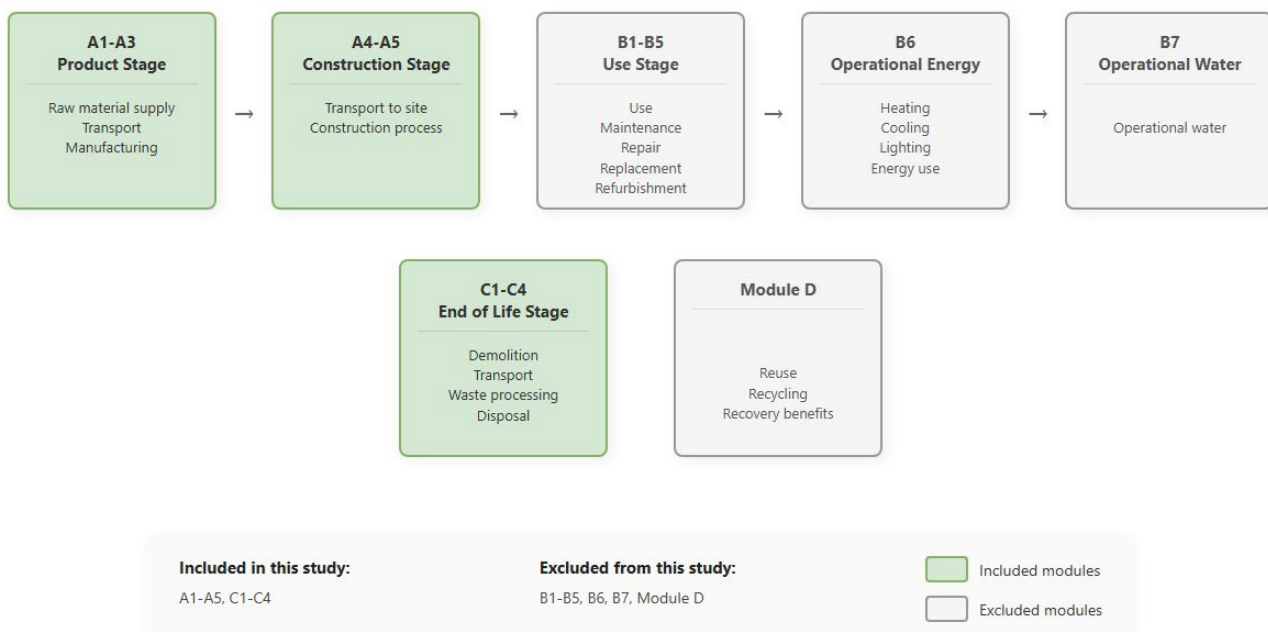 A1-A3
Product Stage
Raw material supply
Transport
Manufacturing
→
A4-A5
Construction Stage
Transport to site
Construction process
→
B1-B5
Use Stage
Use
Maintenance
Repair
Replacement
Refurbishment
→
B6
Operational Energy
Heating
Cooling
Lighting
Energy use
→
B7
Operational Water
Operational water
C1-C4
End of Life Stage
Demolition
Transport
Waste processing
Disposal
Module D
Reuse
Recycling
Recovery benefits
Included in this study:
A1-A5, C1-C4
Excluded from this study:
B1-B5, B6, B7, Module D
Included modules
Excluded modules